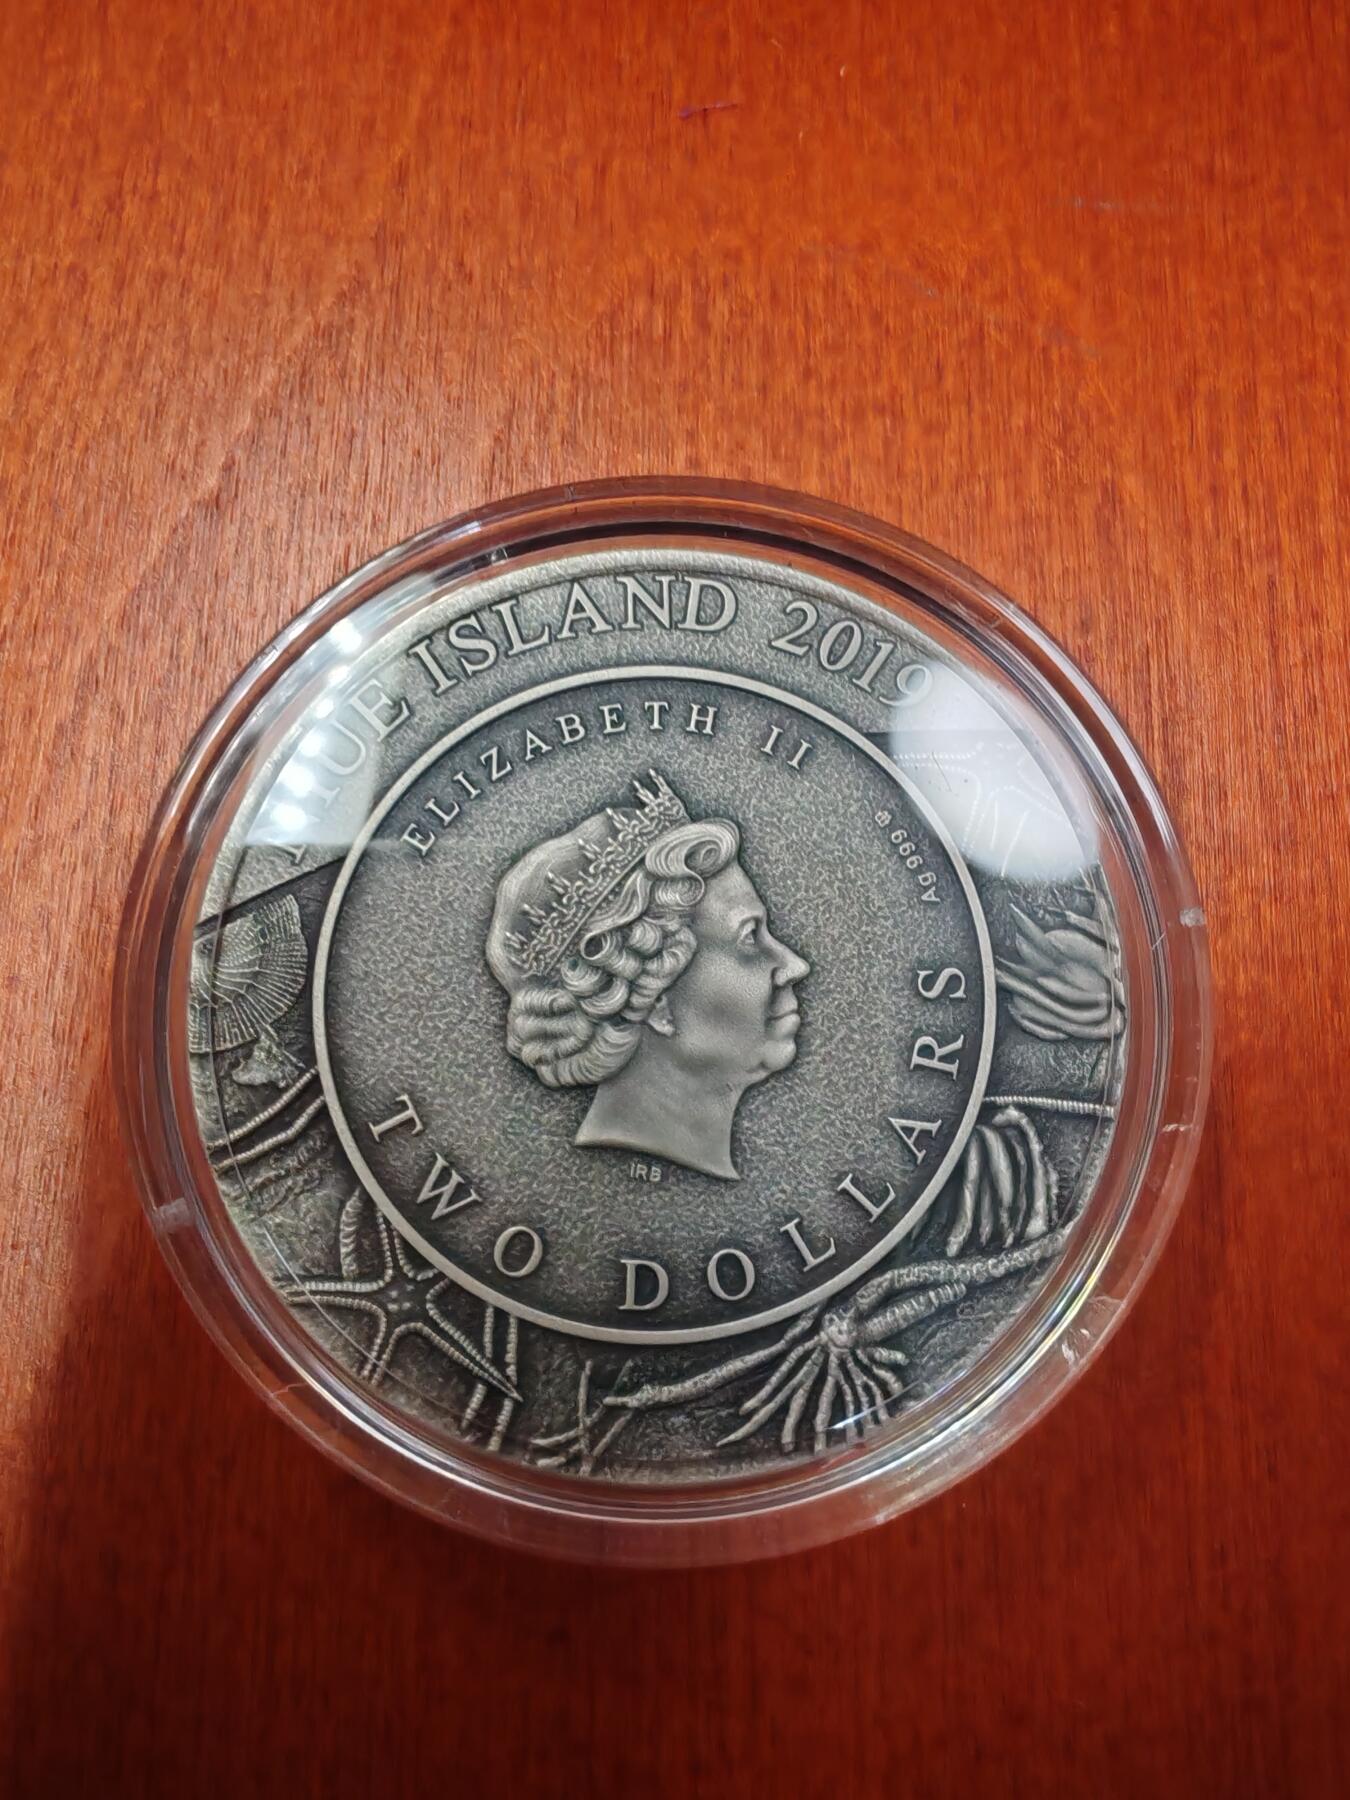 NIUE ISLAND 2019
ELIZABETH II
Ag 999
TWO DOLLARS
IRB